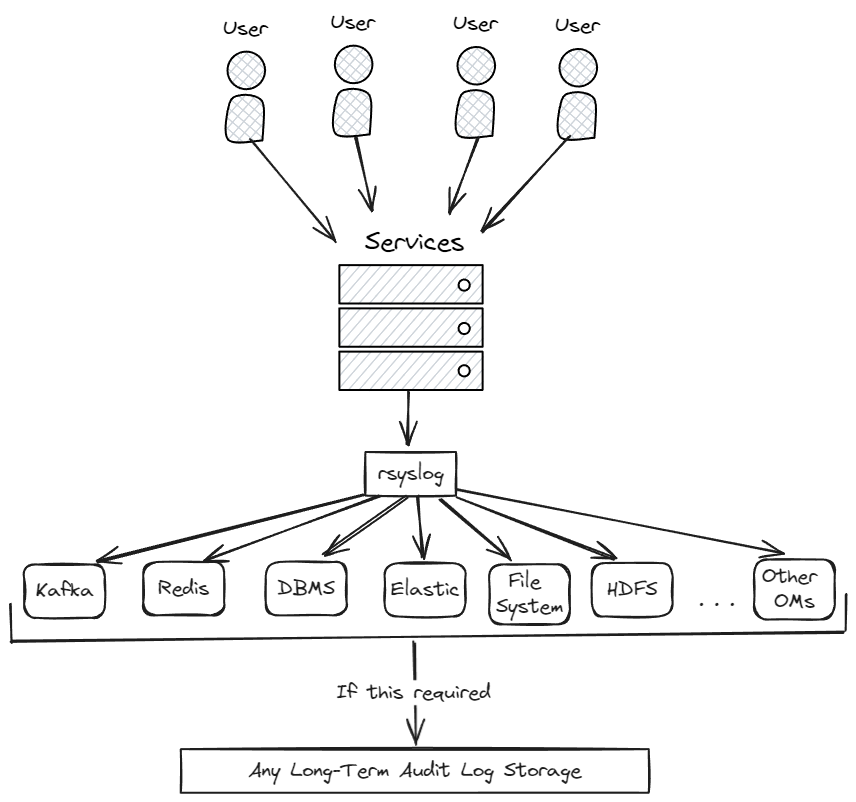 User
User
User
User
Services
rsyslog
Kafka
Redis
DBMS
Elastic
File
System
HDFS
...
Other
OMs
If this required
Any Long-Term Audit Log Storage